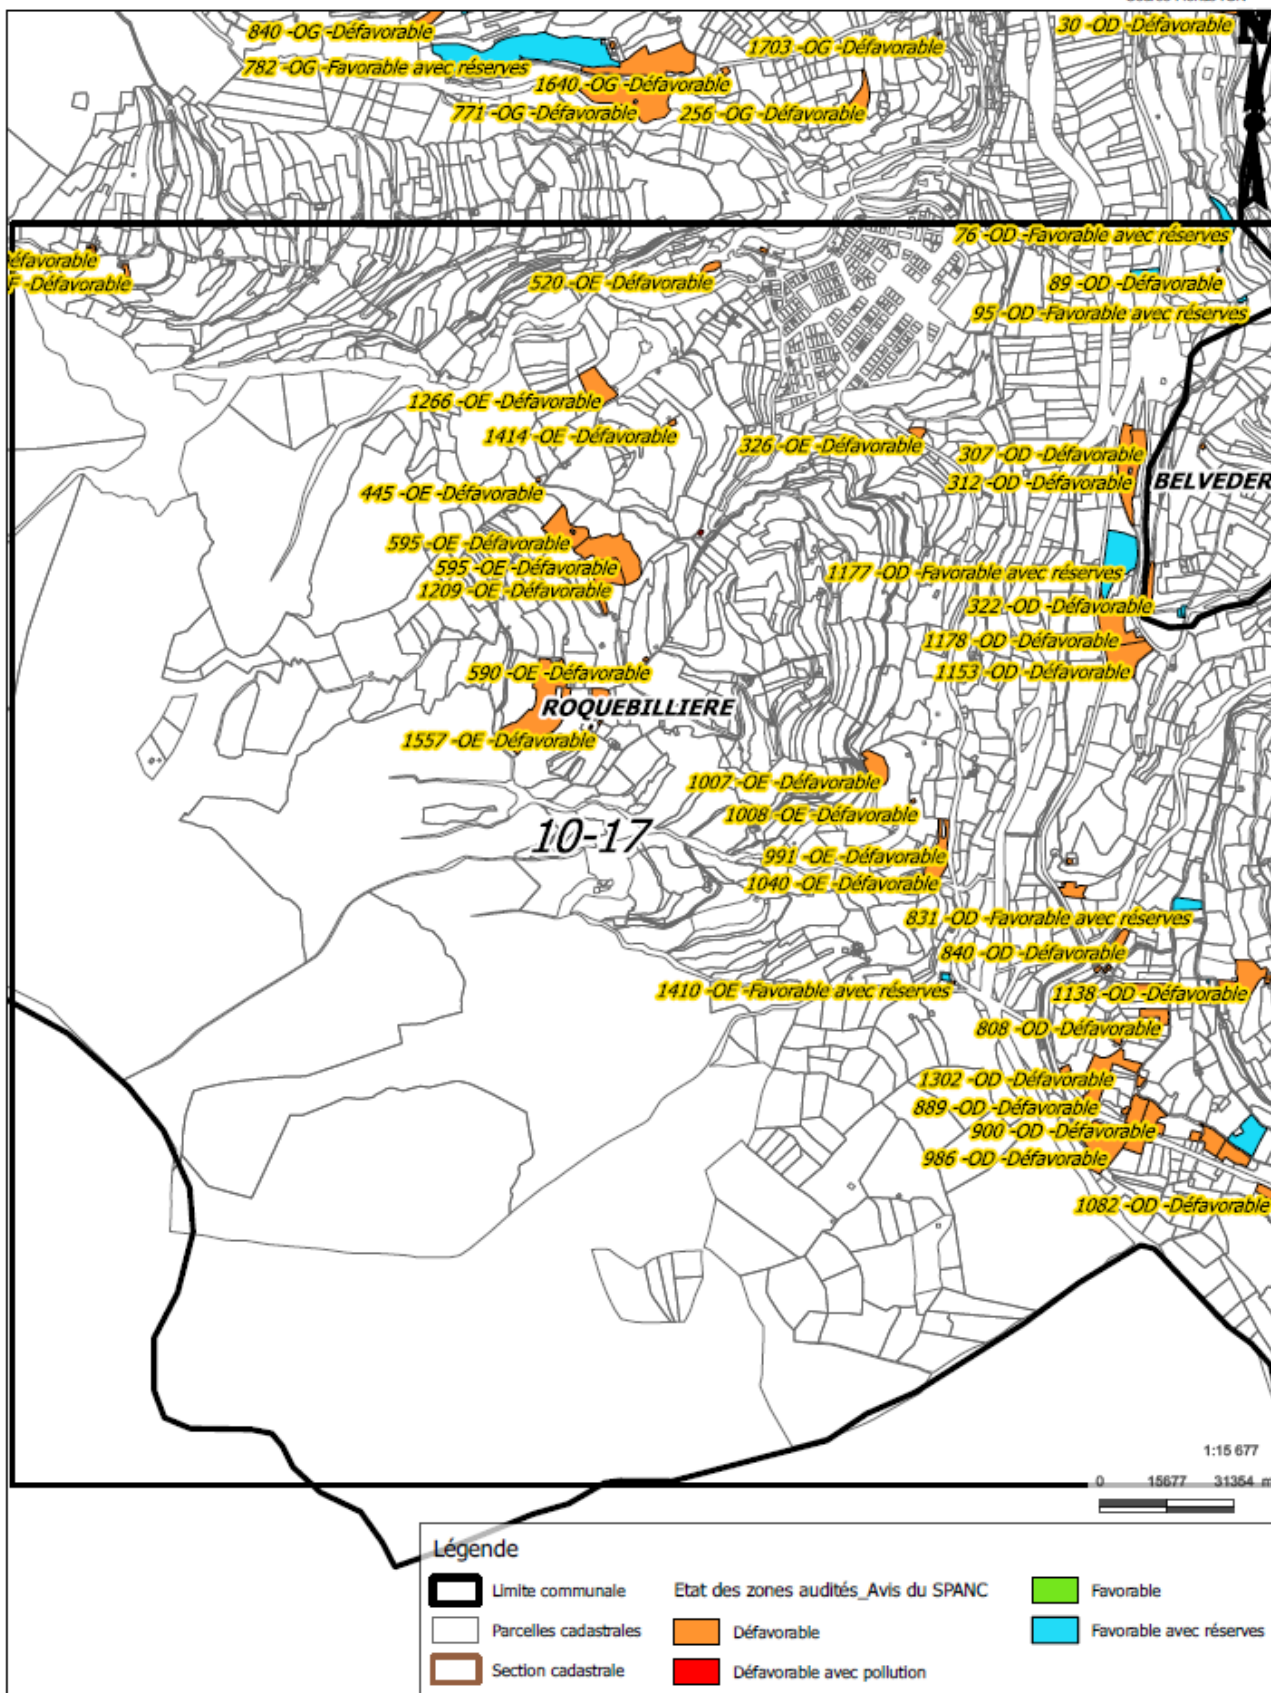 840 -OG -Défavorable
30 -OD -Défavorable
N
1703 -OG -Défavorable
782 -OG -Favorable avec réserves
1640 -OG -Défavorable
771 -OG -Défavorable
256 -OG -Défavorable
76 -OD -Favorable avec réserves
éfavorable
F -Défavorable
520 -OE -Défavorable
89 -OD -Défavorable
95 -OD -Favorable avec réserves
1266 -OE -Défavorable
1414 -OE -Défavorable
326 -OE -Défavorable
307 -OD -Défavorable
312 -OD -Défavorable
BELVEDER
445 -OE -Défavorable
595 -OE -Défavorable
595 -OE -Défavorable
1177 -OD -Favorable avec réserves
1209 -OE -Défavorable
322 -OD -Défavorable
1178 -OD -Défavorable
590 -OE -Défavorable
1153 -OD -Défavorable
ROQUEBILLIERE
1557 -OE -Défavorable
1007 -OE -Défavorable
1008 -OE -Défavorable
10-17
991 -OE -Défavorable
1040 -OE -Défavorable
831 -OD -Favorable avec réserves
840 -OD -Défavorable
1410 -OE -Favorable avec réserves
1138 -OD -Défavorable
808 -OD -Défavorable
1302 -OD -Défavorable
889 -OD -Défavorable
900 -OD -Défavorable
986 -OD -Défavorable
1082 -OD -Défavorable
1:15 677
0 15677 31354 m
Légende
Limite communale
Parcelles cadastrales
Section cadastrale
Etat des zones audités_Avis du SPANC
Défavorable
Défavorable avec pollution
Favorable
Favorable avec réserves